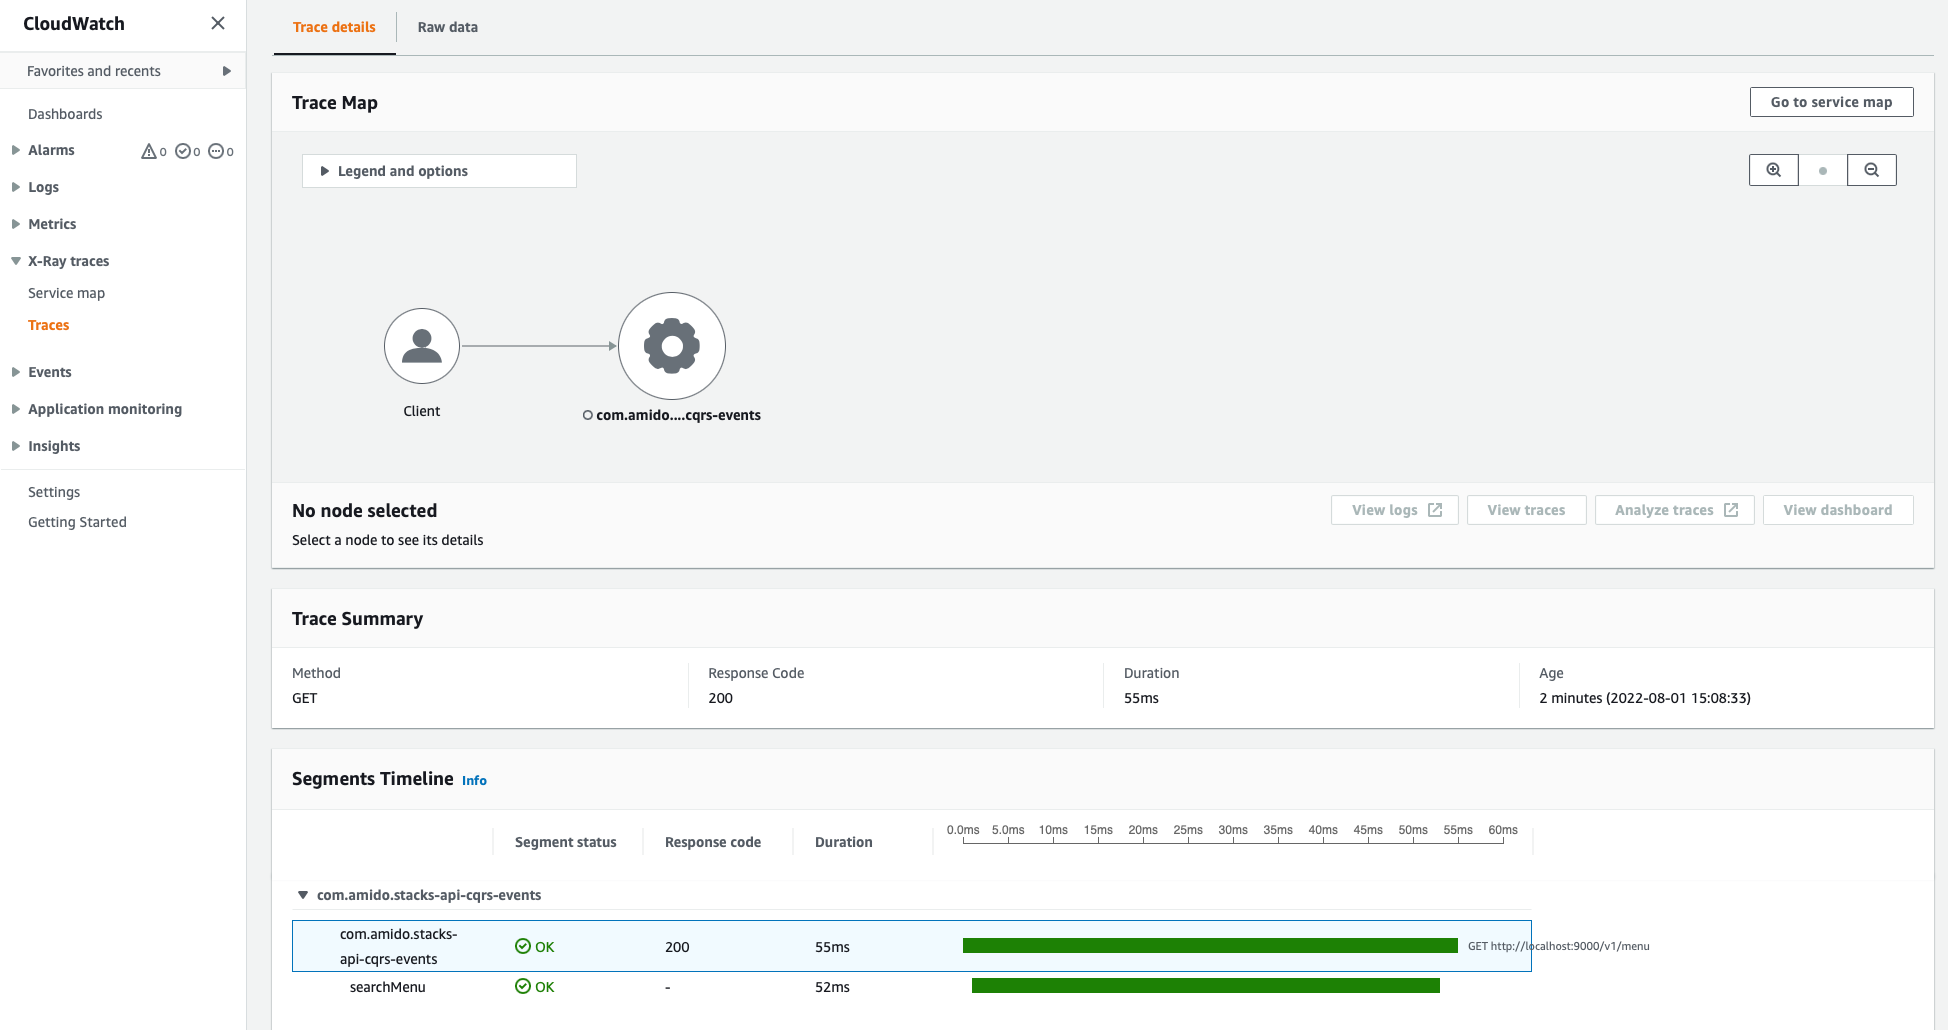 CloudWatch
Favorites and recents
Dashboards
Alarms 0 0 0
Logs
Metrics
X-Ray traces
Service map
Traces
Events
Application monitoring
Insights
Settings
Getting Started
Trace details Raw data
Trace Map Go to service map
Legend and options
Client com.amido....cqrs-events
No node selected View logs View traces Analyze traces View dashboard
Select a node to see its details
Trace Summary
Method Response Code Duration Age
GET 200 55ms 2 minutes (2022-08-01 15:08:33)
Segments Timeline Info
0.0ms 5.0ms 10ms 15ms 20ms 25ms 30ms 35ms 40ms 45ms 50ms 55ms 60ms
Segment status Response code Duration
com.amido.stacks-api-cqrs-events
com.amido.stacks-
api-cqrs-events OK 200 55ms GET http://localhost:9000/v1/menu
searchMenu OK - 52ms